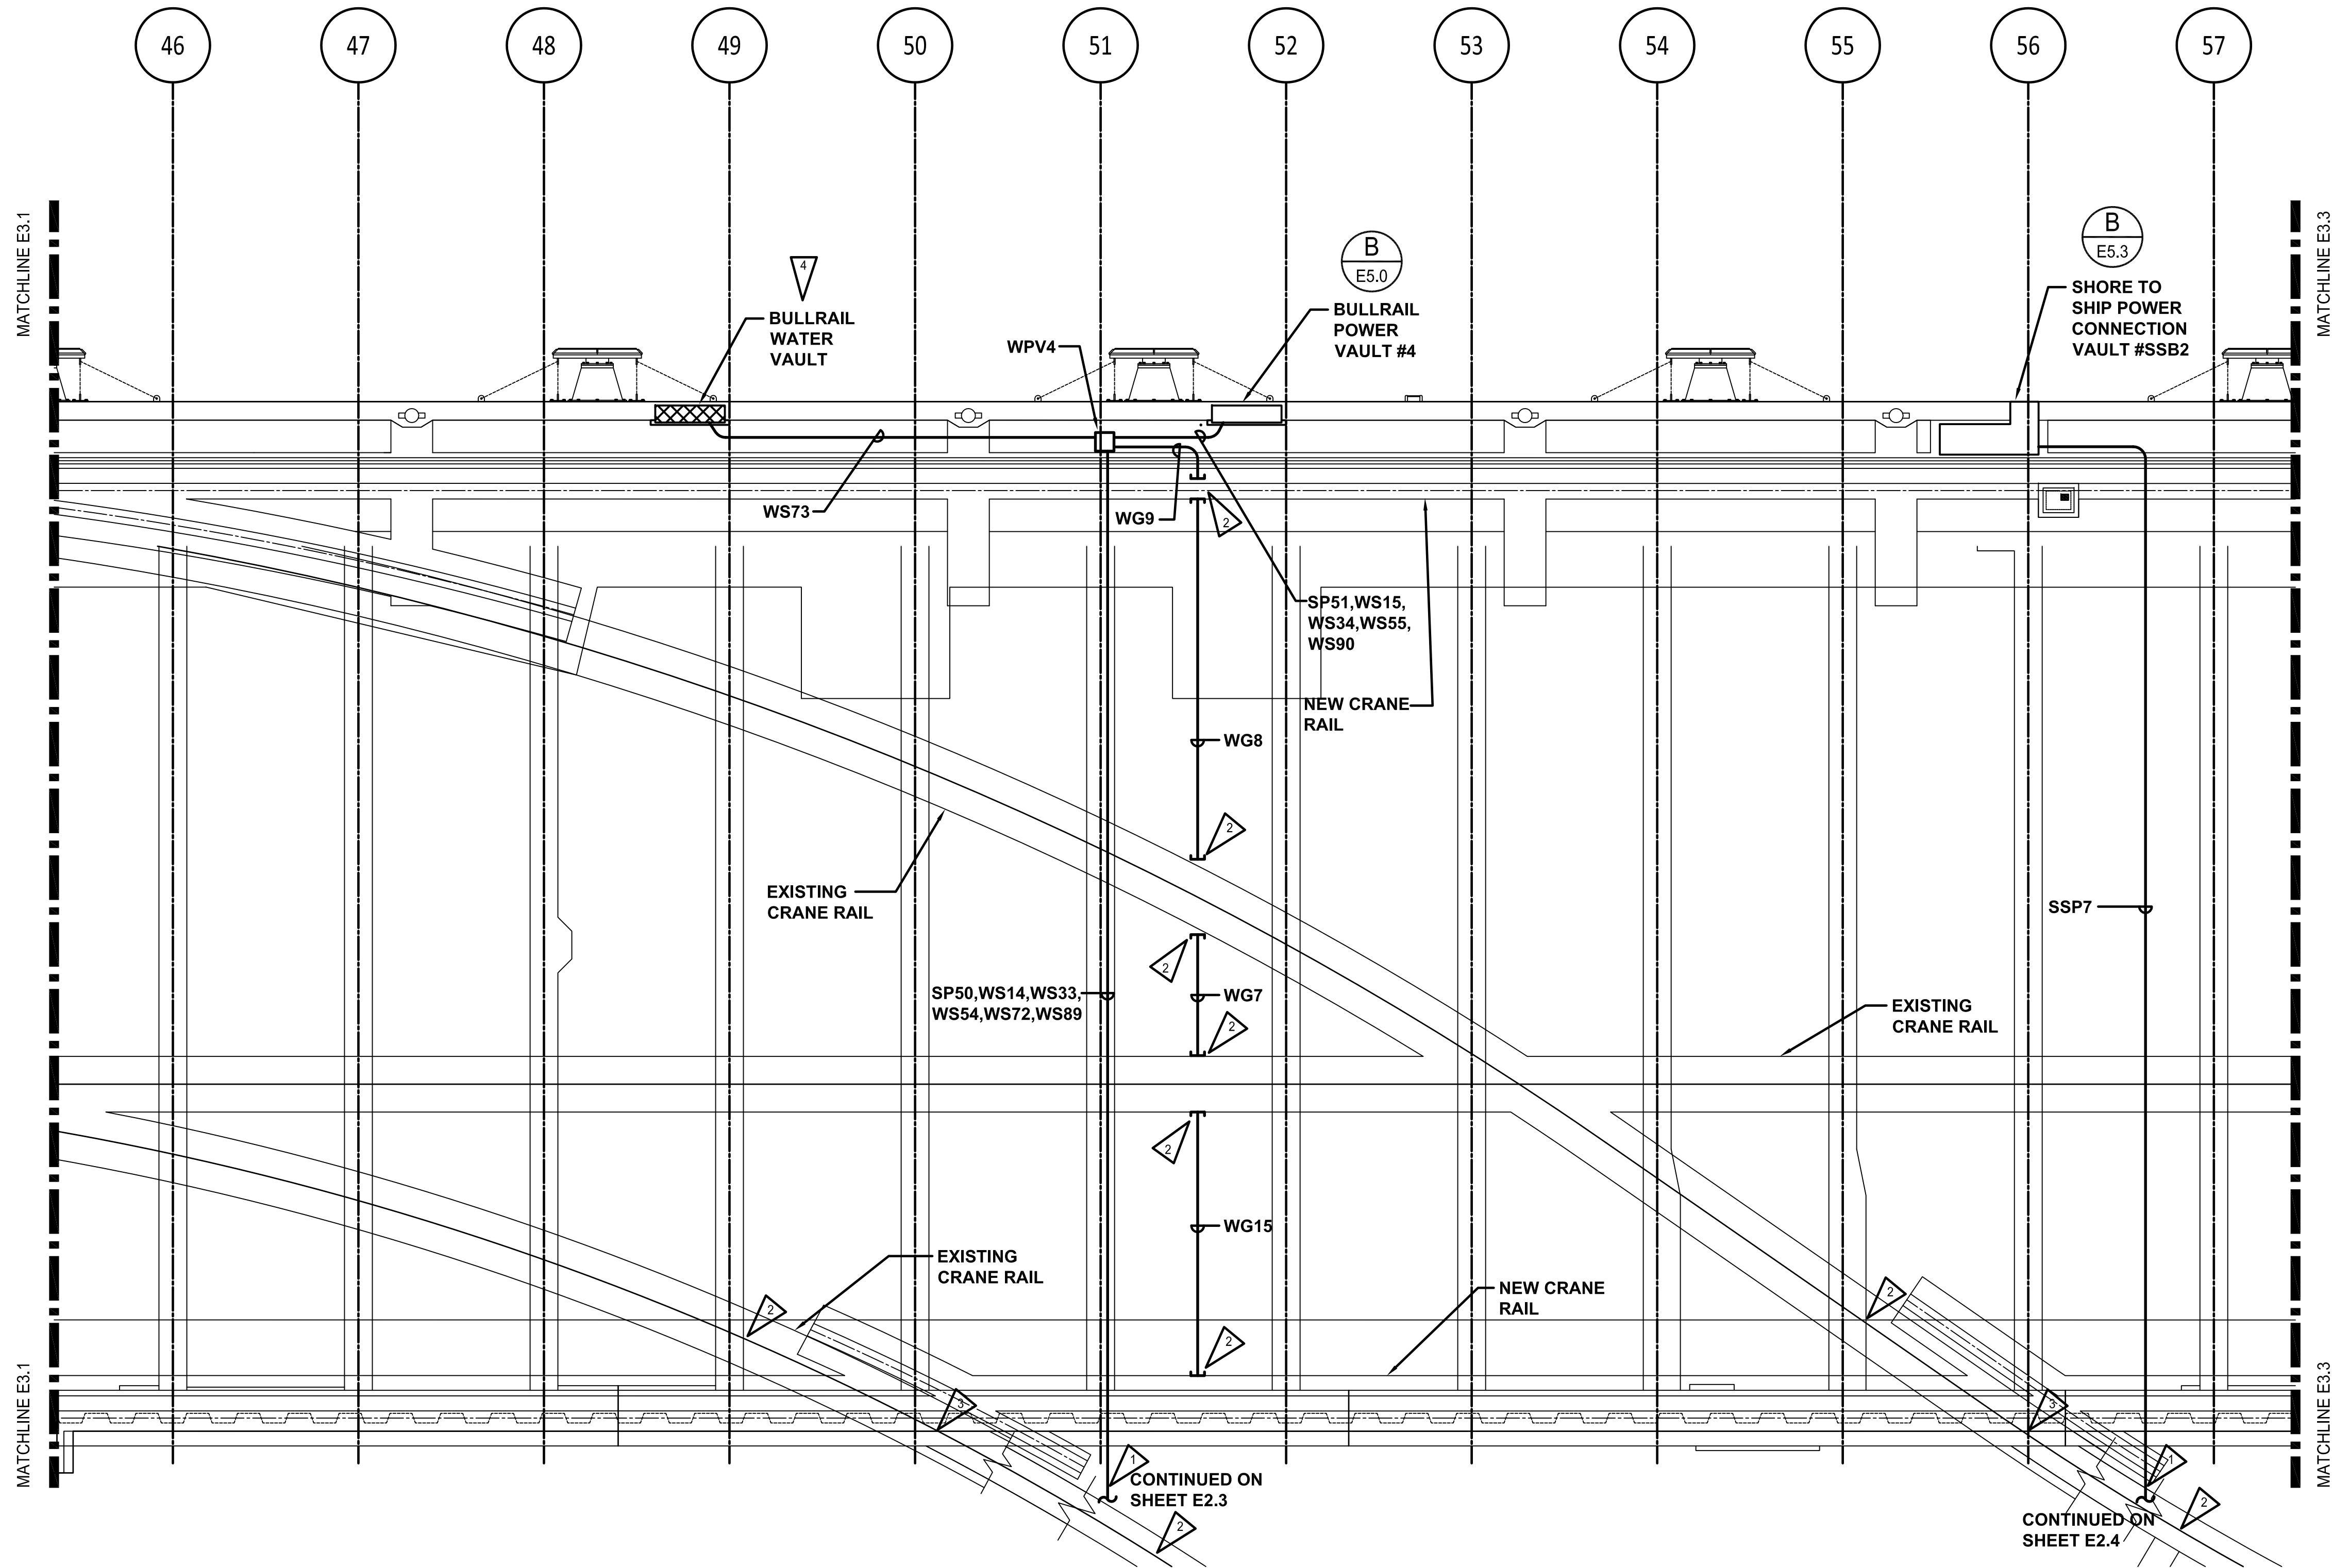 46 47 48 49 50 51 52 53 54 55 56 57
MATCHLINE E3.1
MATCHLINE E3.3
4
BULLRAIL
WATER
VAULT
WPV4
B
E5.0
BULLRAIL
POWER
VAULT #4
B
E5.3
SHORE TO
SHIP POWER
CONNECTION
VAULT #SSB2
WS73
WG9
2
SP51,WS15,
WS34,WS55,
WS90
NEW CRANE
RAIL
WG8
2
EXISTING
CRANE RAIL
SSP7
2
SP50,WS14,WS33,
WS54,WS72,WS89
WG7
2
EXISTING
CRANE RAIL
2
WG15
EXISTING
CRANE RAIL
NEW CRANE
RAIL
2
2
2
3
3
MATCHLINE E3.1
MATCHLINE E3.3
1
CONTINUED ON
SHEET E2.3
2
1
2
CONTINUED ON
SHEET E2.4